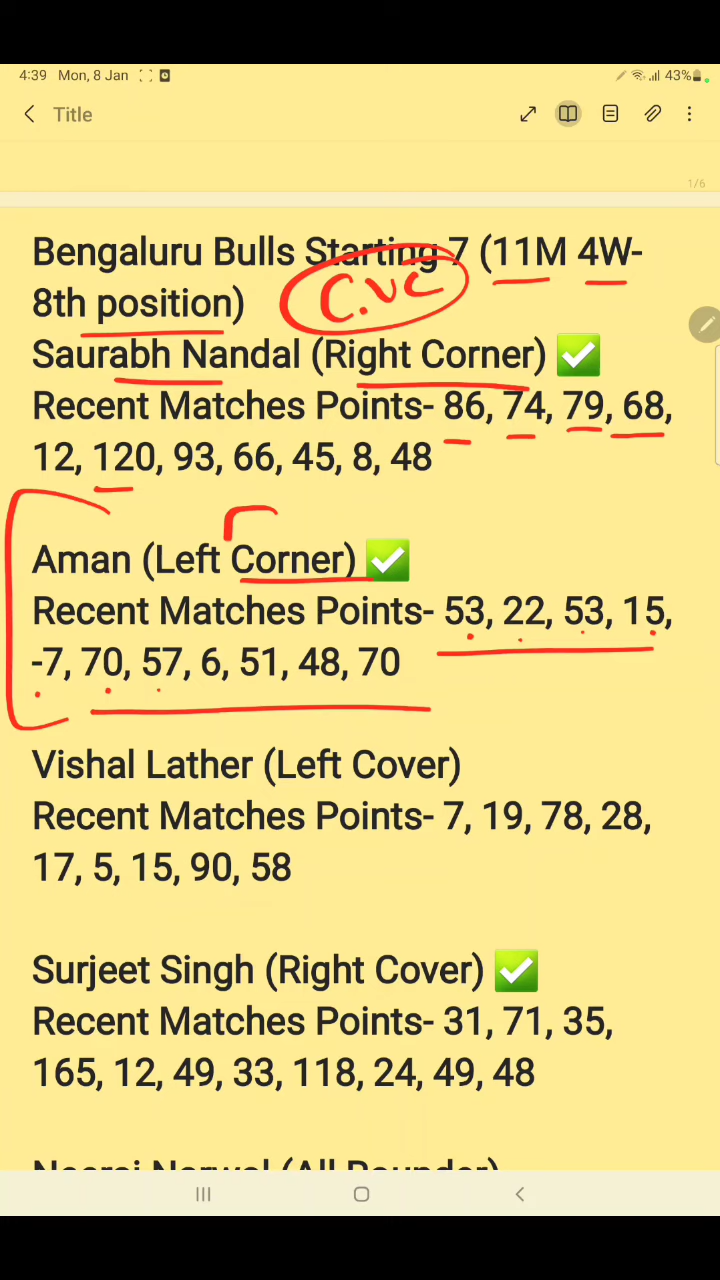 4:39 Mon, 8 Jan 43%
Title
1/6
Bengaluru Bulls Starting 7 (11M 4W-
8th position) C.VC
Saurabh Nandal (Right Corner) ✅
Recent Matches Points- 86, 74, 79, 68,
12, 120, 93, 66, 45, 8, 48
Aman (Left Corner) ✅
Recent Matches Points- 53, 22, 53, 15,
-7, 70, 57, 6, 51, 48, 70
Vishal Lather (Left Cover)
Recent Matches Points- 7, 19, 78, 28,
17, 5, 15, 90, 58
Surjeet Singh (Right Cover) ✅
Recent Matches Points- 31, 71, 35,
165, 12, 49, 33, 118, 24, 49, 48
Neeraj Narwal (All Rounder)